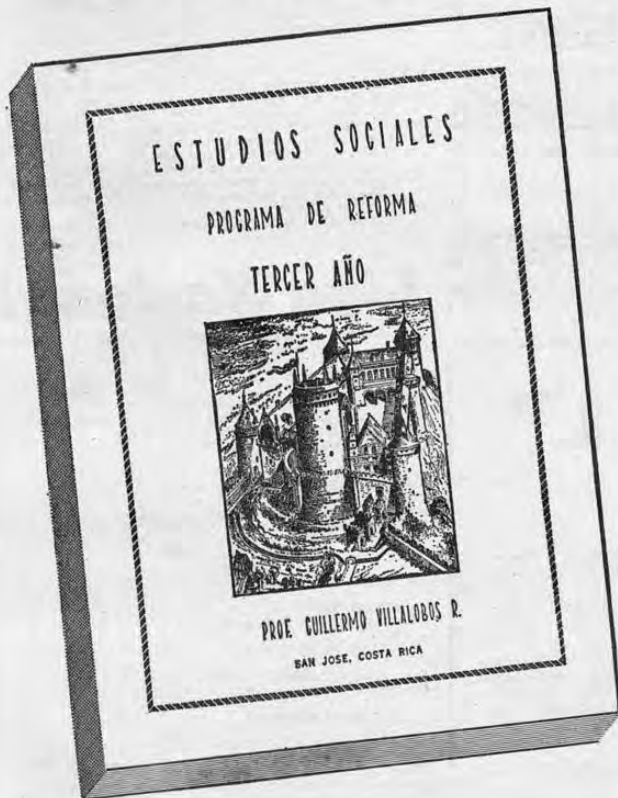 ESTUDIOS SOCIALES
PROGRAMA DE REFORMA
TERCER AÑO
PROF. GUILLERMO VILLALOBOS R.
SAN JOSE, COSTA RICA